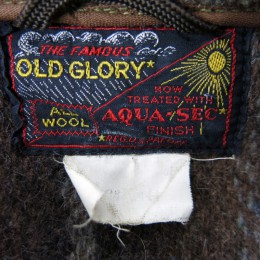 THE FAMOUS
OLD GLORY*
NOW
TREATED WITH
ALL
WOOL
AQUA-SEC*
FINISH